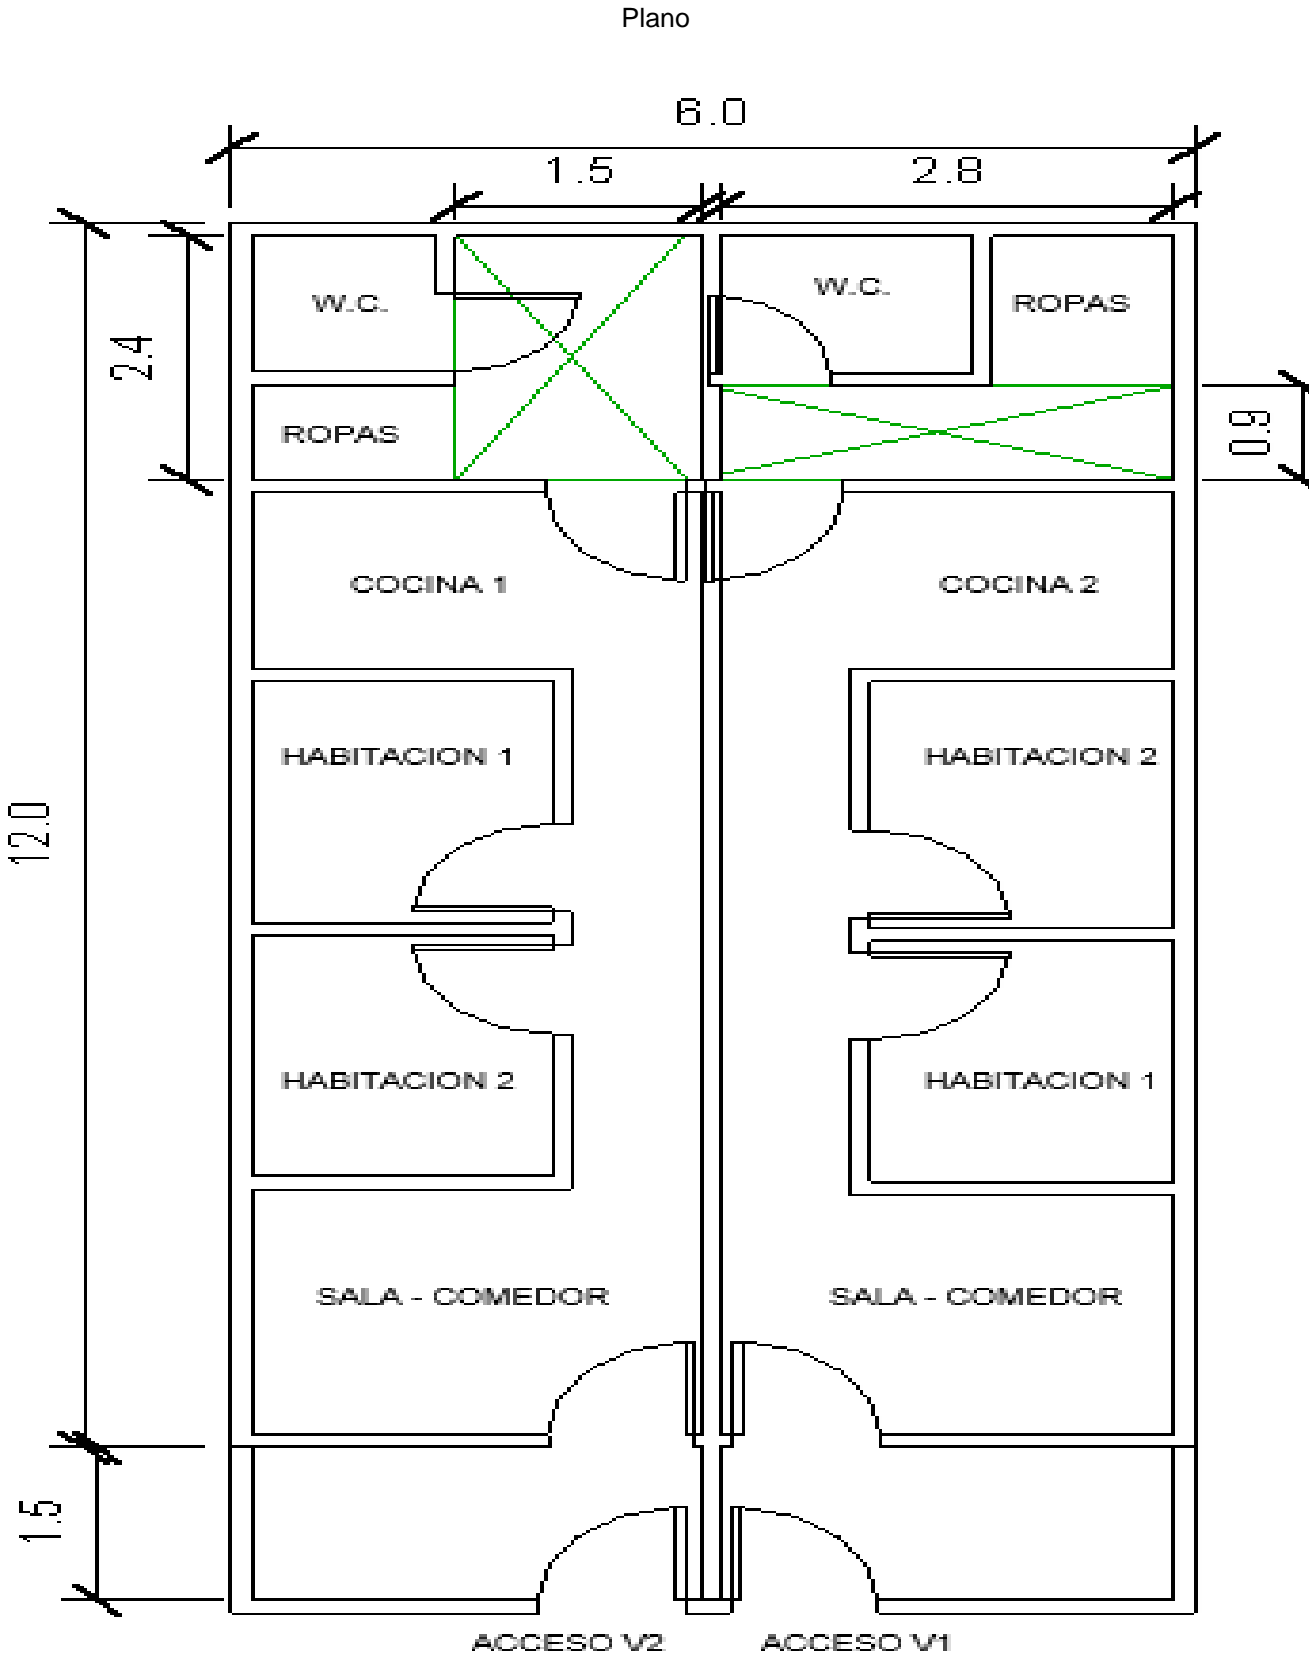 Plano
6.0
1.5
2.8
W.C.
W.C.
ROPAS
2.4
ROPAS
0.9
COCINA 1
COCINA 2
HABITACION 1
HABITACION 2
12.0
HABITACION 2
HABITACION 1
SALA - COMEDOR
SALA - COMEDOR
1.5
ACCESO V2
ACCESO V1